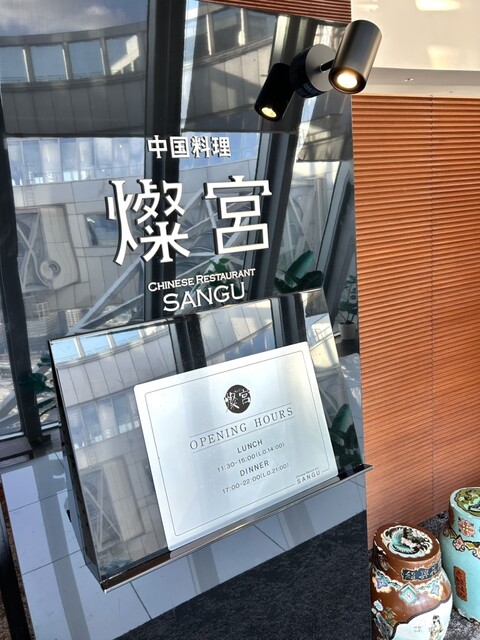 中国料理
燦宮
CHINESE RESTAURANT
SANGU
燦宮
OPENING HOURS
LUNCH
11:30-15:00(L.O.14:00)
DINNER
17:00-22:00(L.O.21:00)
SANGU